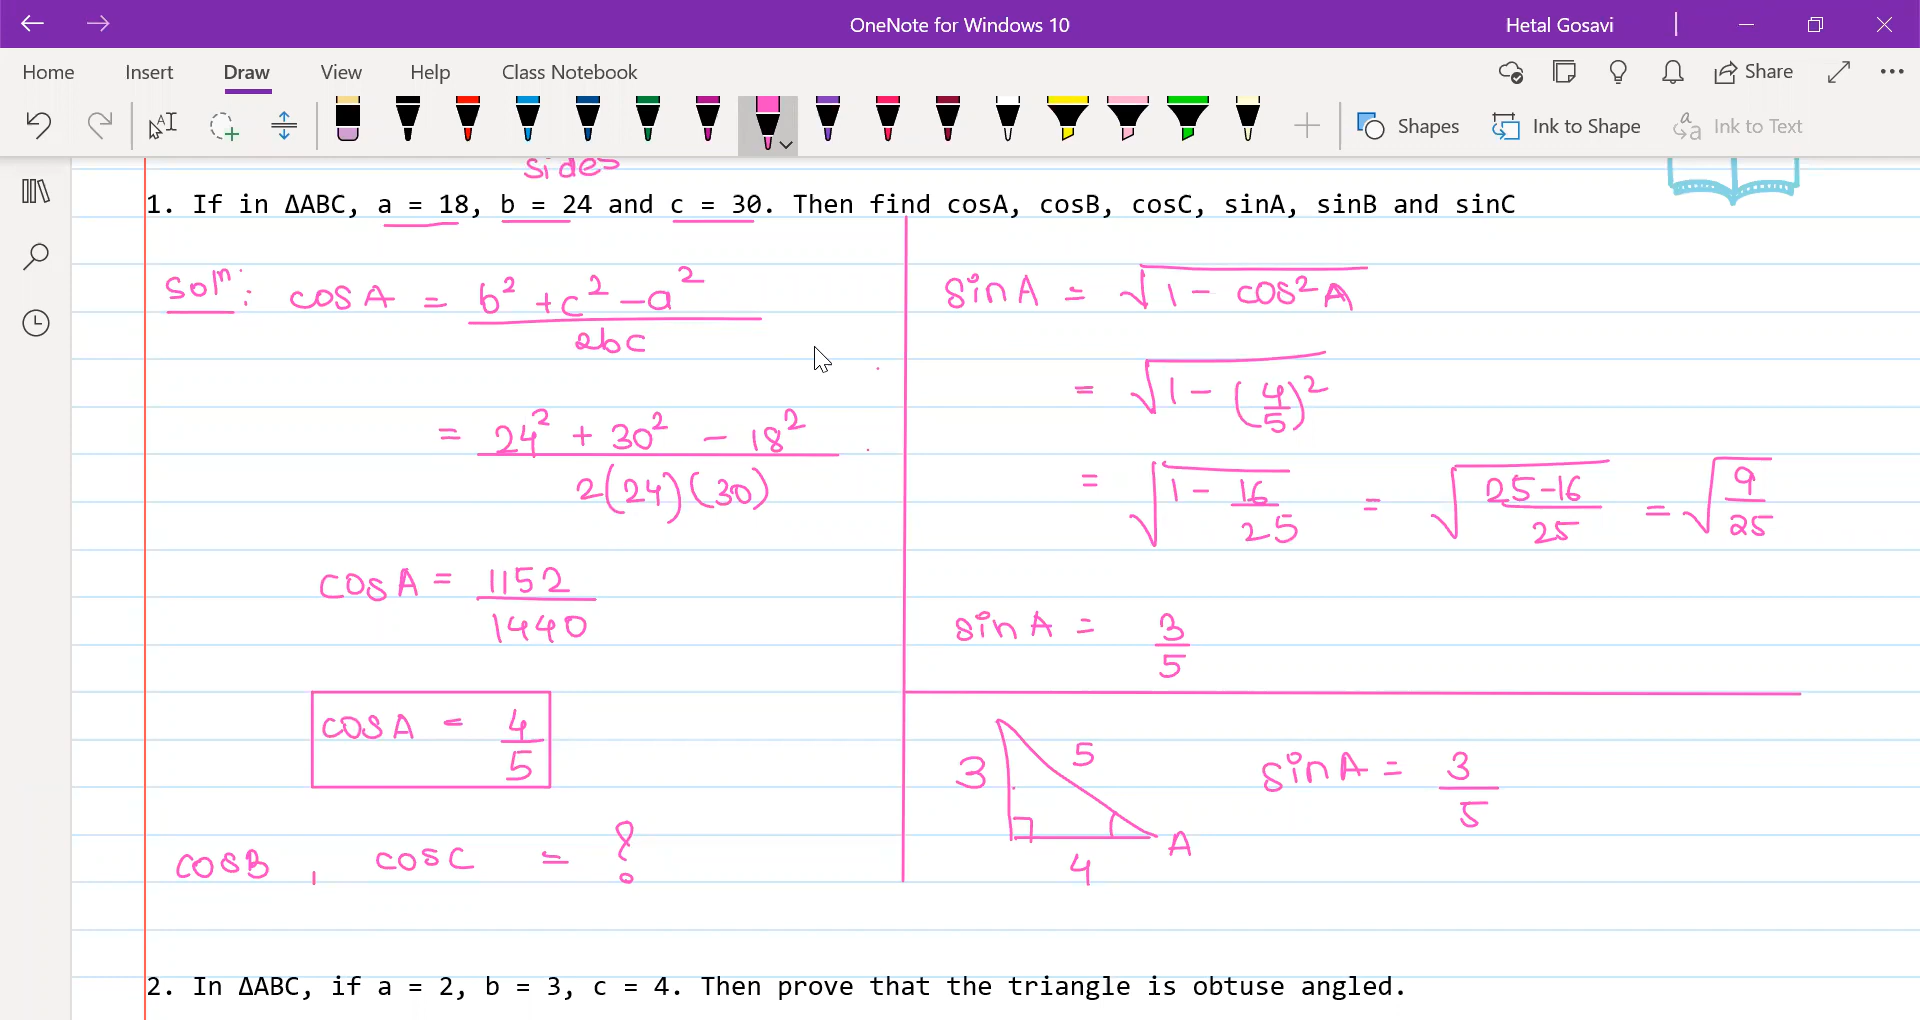 OneNote for Windows 10
Hetal Gosavi
Home Insert Draw View Help Class Notebook
Share
Shapes Ink to Shape Ink to Text
sides
1. If in ΔABC, a = 18, b = 24 and c = 30. Then find cosA, cosB, cosC, sinA, sinB and sinC
Solⁿ: cos A = (b² + c² - a²) / 2bc
= (24² + 30² - 18²) / 2(24)(30)
cos A = 1152 / 1440
cos A = 4/5
cosB , cosC = ?
sin A = √(1 - cos² A)
= √(1 - (4/5)²)
= √(1 - 16/25) = √((25-16)/25) = √(9/25)
sin A = 3/5
3 5
4 A
sin A = 3/5
2. In ΔABC, if a = 2, b = 3, c = 4. Then prove that the triangle is obtuse angled.